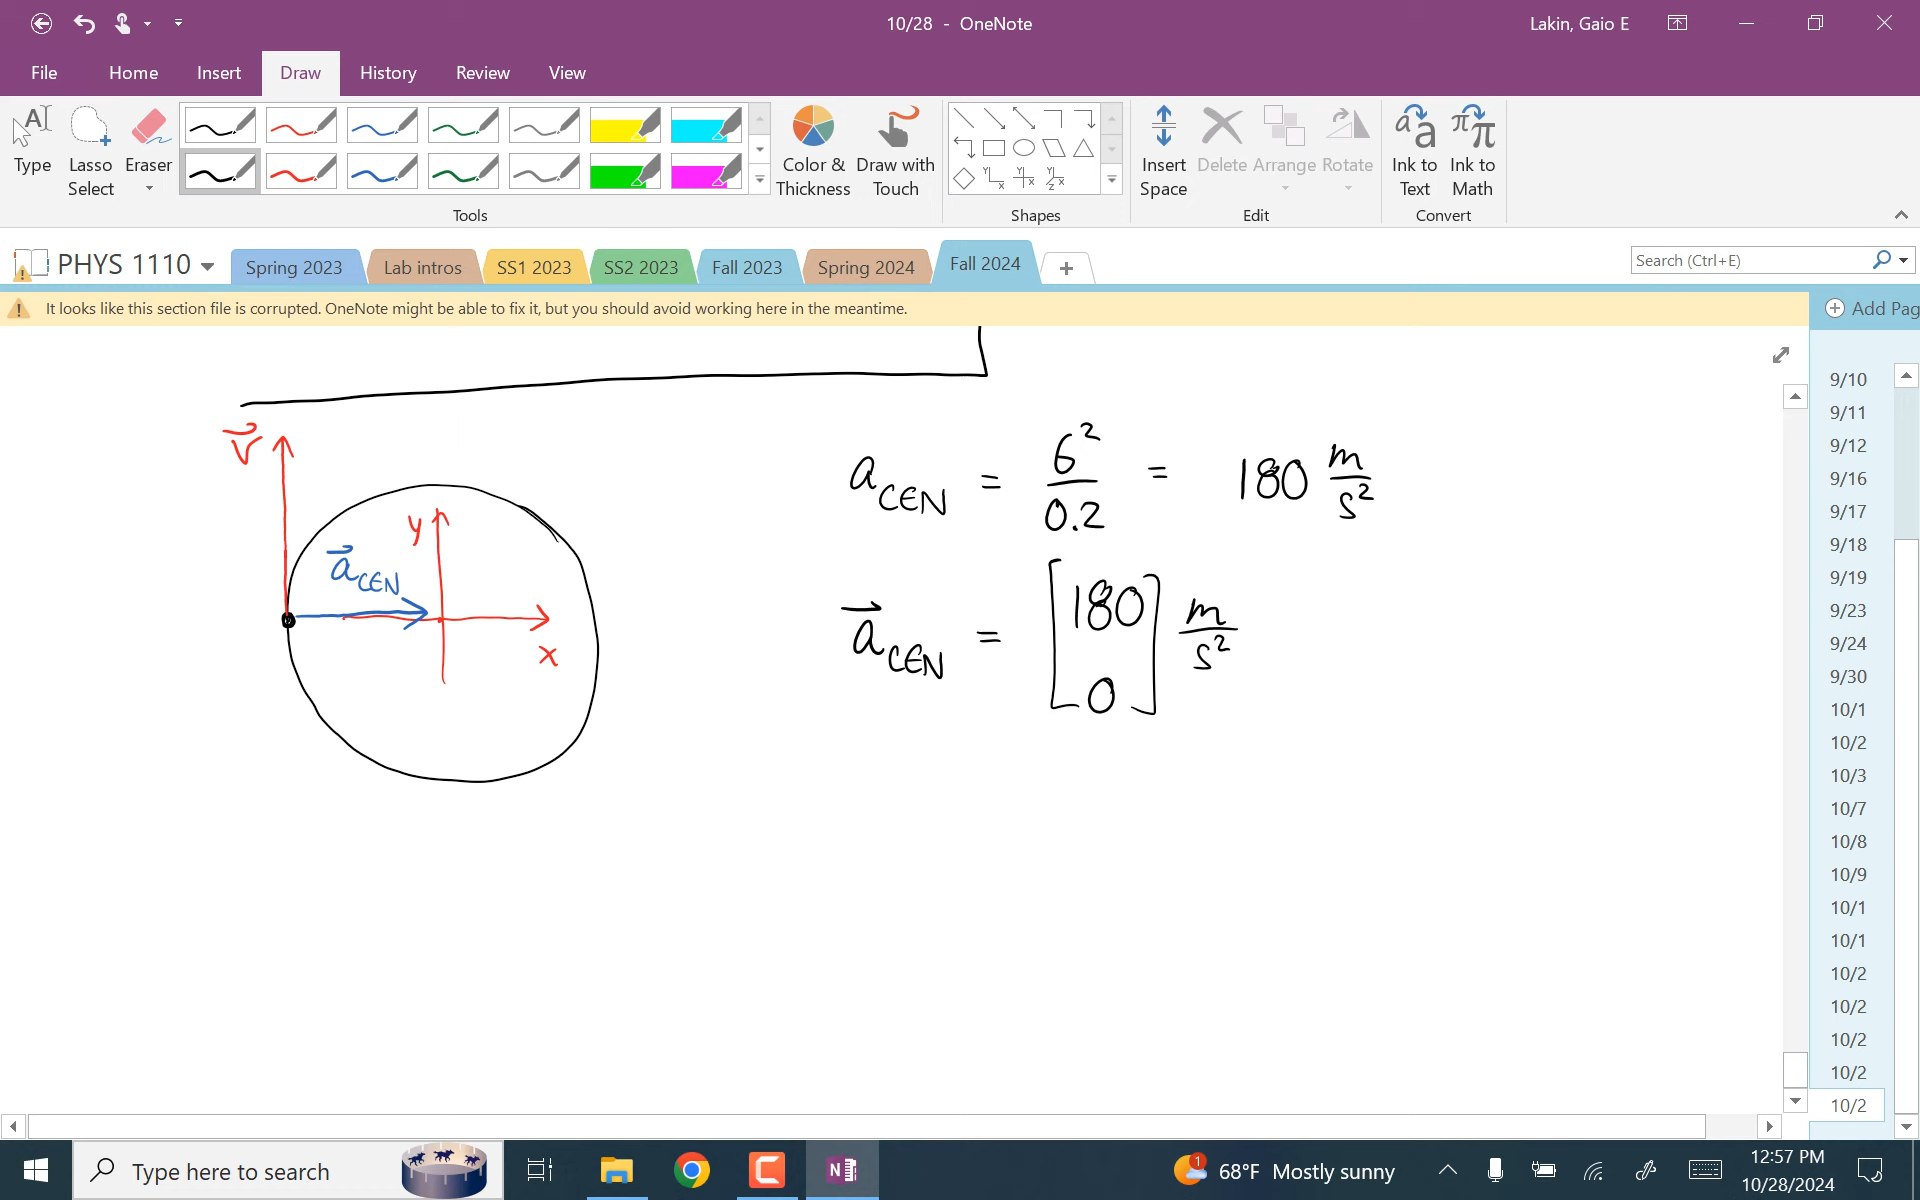 10/28 - OneNote
Lakin, Gaio E
File Home Insert Draw History Review View
Type
Lasso Select
Eraser
Color & Thickness
Draw with Touch
Insert Space
Delete
Arrange
Rotate
Ink to Text
Ink to Math
Tools
Shapes
Edit
Convert
PHYS 1110
Spring 2023
Lab intros
SS1 2023
SS2 2023
Fall 2023
Spring 2024
Fall 2024
+
Search (Ctrl+E)
It looks like this section file is corrupted. OneNote might be able to fix it, but you should avoid working here in the meantime.
Add Pag
9/10
9/11
9/12
9/16
9/17
9/18
9/19
9/23
9/24
9/30
10/1
10/2
10/3
10/7
10/8
10/9
10/1
10/1
10/2
10/2
10/2
10/2
10/2
v⃗
y
a⃗CEN
x
aCEN = 6²/0.2 = 180 m/s²
a⃗CEN = [180 0] m/s²
Type here to search
1
68°F Mostly sunny
12:57 PM
10/28/2024